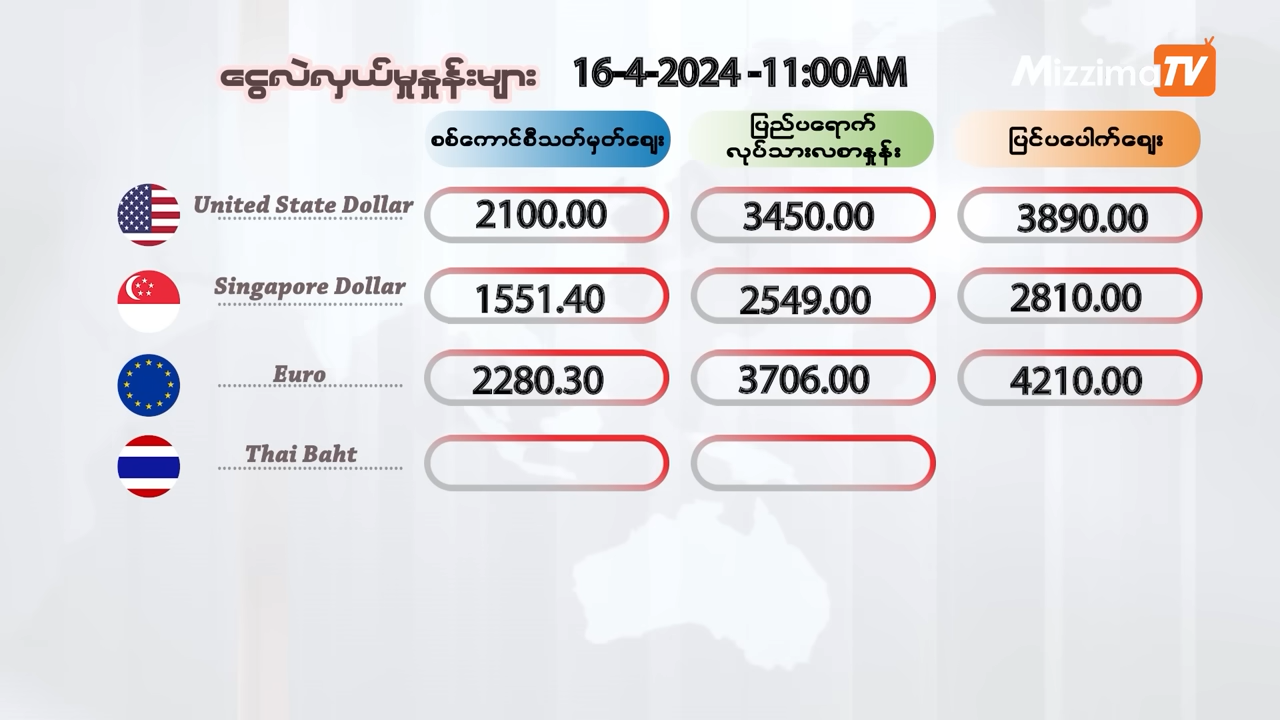 ငွေလဲလှယ်မှုနှုန်းများ 16-4-2024 -11:00AM
Mizzima TV
စစ်ကောင်စီသတ်မှတ်ဈေး
ပြည်ပရောက်
လုပ်သားလစာနှုန်း
ပြင်ပပေါက်ဈေး
United State Dollar 2100.00 3450.00 3890.00
Singapore Dollar 1551.40 2549.00 2810.00
Euro 2280.30 3706.00 4210.00
Thai Baht